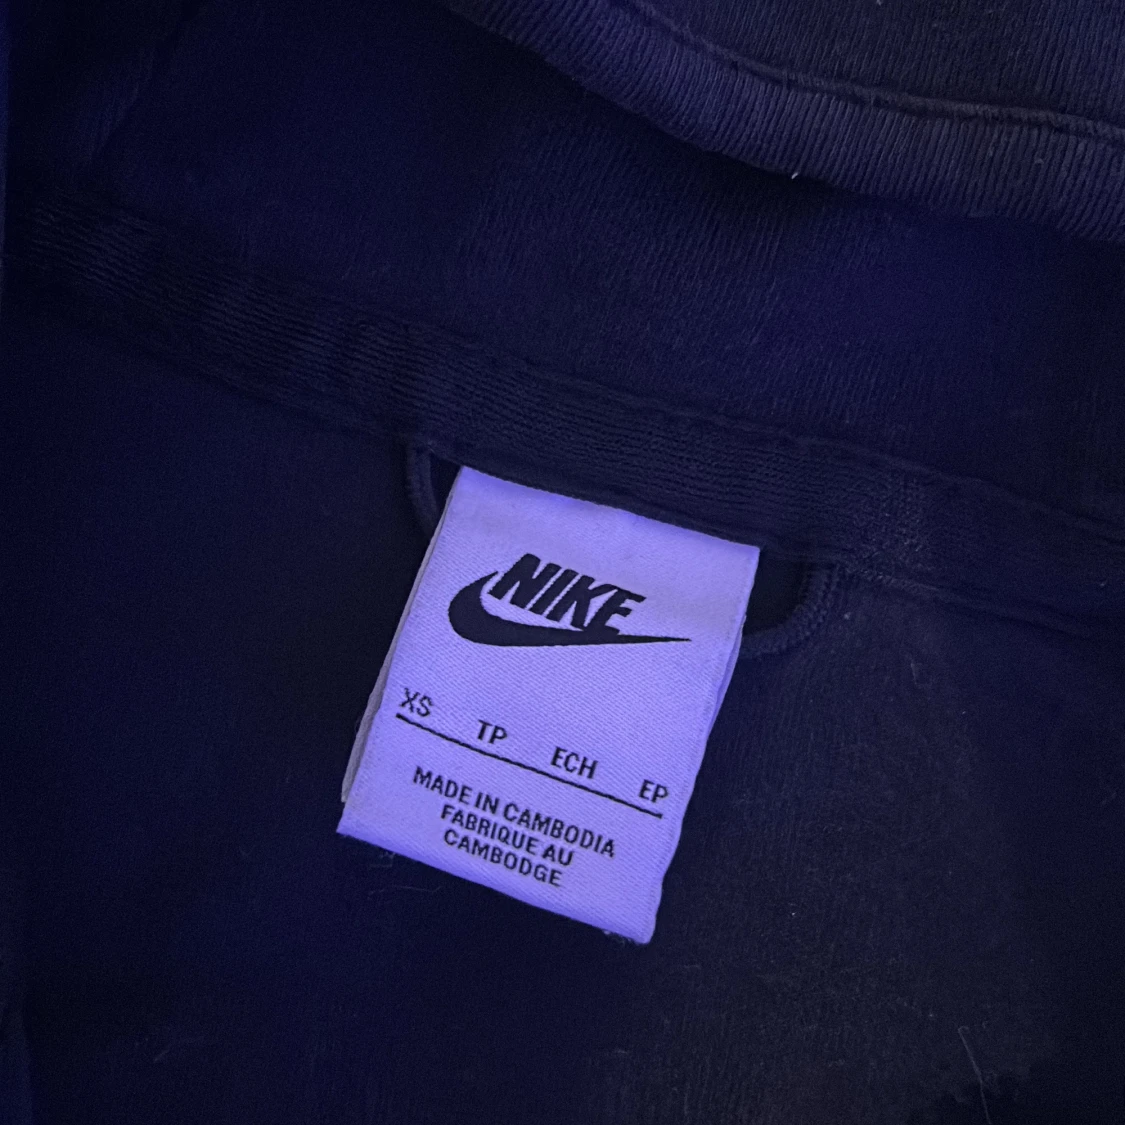 NIKE
XS TP ECH EP
MADE IN CAMBODIA
FABRIQUE AU
CAMBODGE